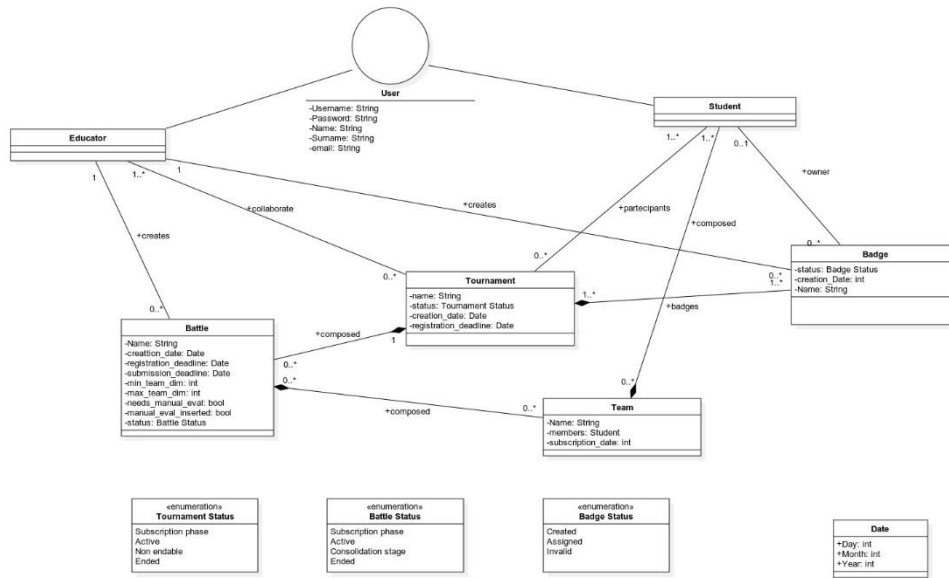 User
-Username: String
-Password: String
-Name: String
-Surname: String
-email: String
Educator
Student
1
1..*
1
1..*
1..*
0..1
+creates
+collaborate
+creates
+partecipants
+composed
+owner
0..*
0..*
0..*
0..*
0..*
1..*
Badge
-status: Badge Status
-creation_Date: int
-Name: String
Tournament
-name: String
-status: Tournament Status
-creation_date: Date
-registration_deadline: Date
1..*
+badges
+composed
1
0..*
Battle
-Name: String
-creattion_date: Date
-registration_deadline: Date
-submission_deadline: Date
-min_team_dim: int
-max_team_dim: int
-needs_manual_eval: bool
-manual_eval_inserted: bool
-status: Battle Status
0..*
+composed
0..*
0..*
Team
-Name: String
-members: Student
-subscription_date: int
«enumeration»
Tournament Status
Subscription phase
Active
Non endable
Ended
«enumeration»
Battle Status
Subscription phase
Active
Consolidation stage
Ended
«enumeration»
Badge Status
Created
Assigned
Invalid
Date
+Day: int
+Month: int
+Year: int